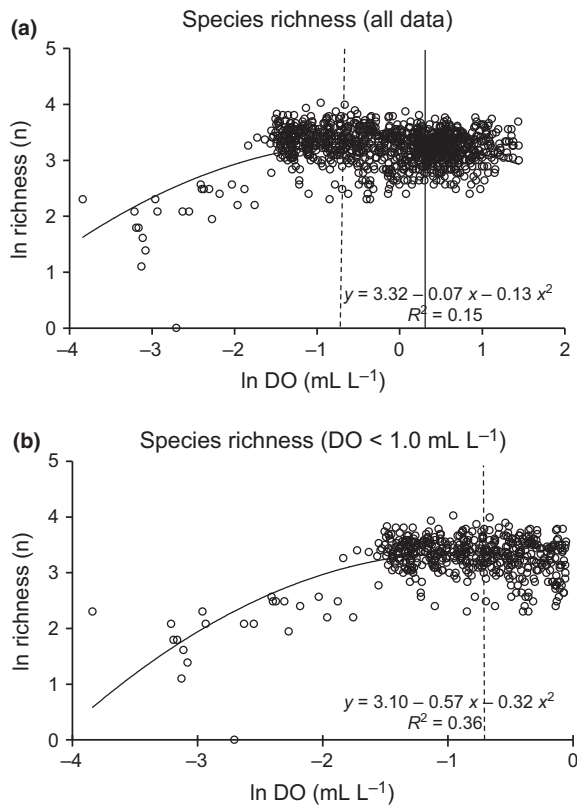 (a)
Species richness (all data)
5
4
3
2
1
0
ln richness (n)
y = 3.32 – 0.07 x – 0.13 x²
R² = 0.15
–4
–3
–2
–1
0
1
2
ln DO (mL L⁻¹)
(b)
Species richness (DO < 1.0 mL L⁻¹)
5
4
3
2
1
0
ln richness (n)
y = 3.10 – 0.57 x – 0.32 x²
R² = 0.36
–4
–3
–2
–1
0
ln DO (mL L⁻¹)